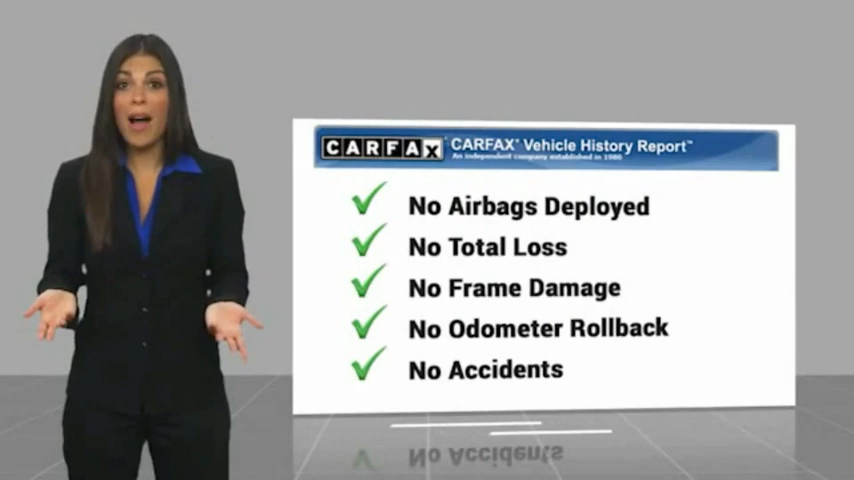 CARFAX CARFAX® Vehicle History Report™
An independent company established in 1986
No Airbags Deployed
No Total Loss
No Frame Damage
No Odometer Rollback
No Accidents
No Accidents